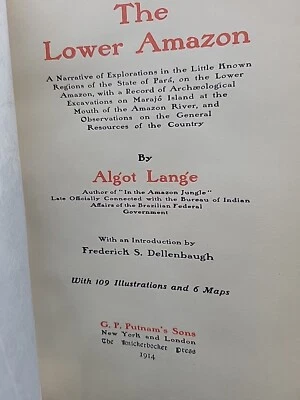 The
Lower Amazon
A Narrative of Explorations in the Little Known
Regions of the State of Pará, on the Lower
Amazon, with a Record of Archæological
Excavations on Marajó Island at the
Mouth of the Amazon River, and
Observations on the General
Resources of the Country
By
Algot Lange
Author of "In the Amazon Jungle"
Late Officially Connected with the Bureau of Indian
Affairs of the Brazilian Federal
Government
With an Introduction by
Frederick S. Dellenbaugh
With 109 Illustrations and 6 Maps
G. P. Putnam's Sons
New York and London
The Knickerbocker Press
1914